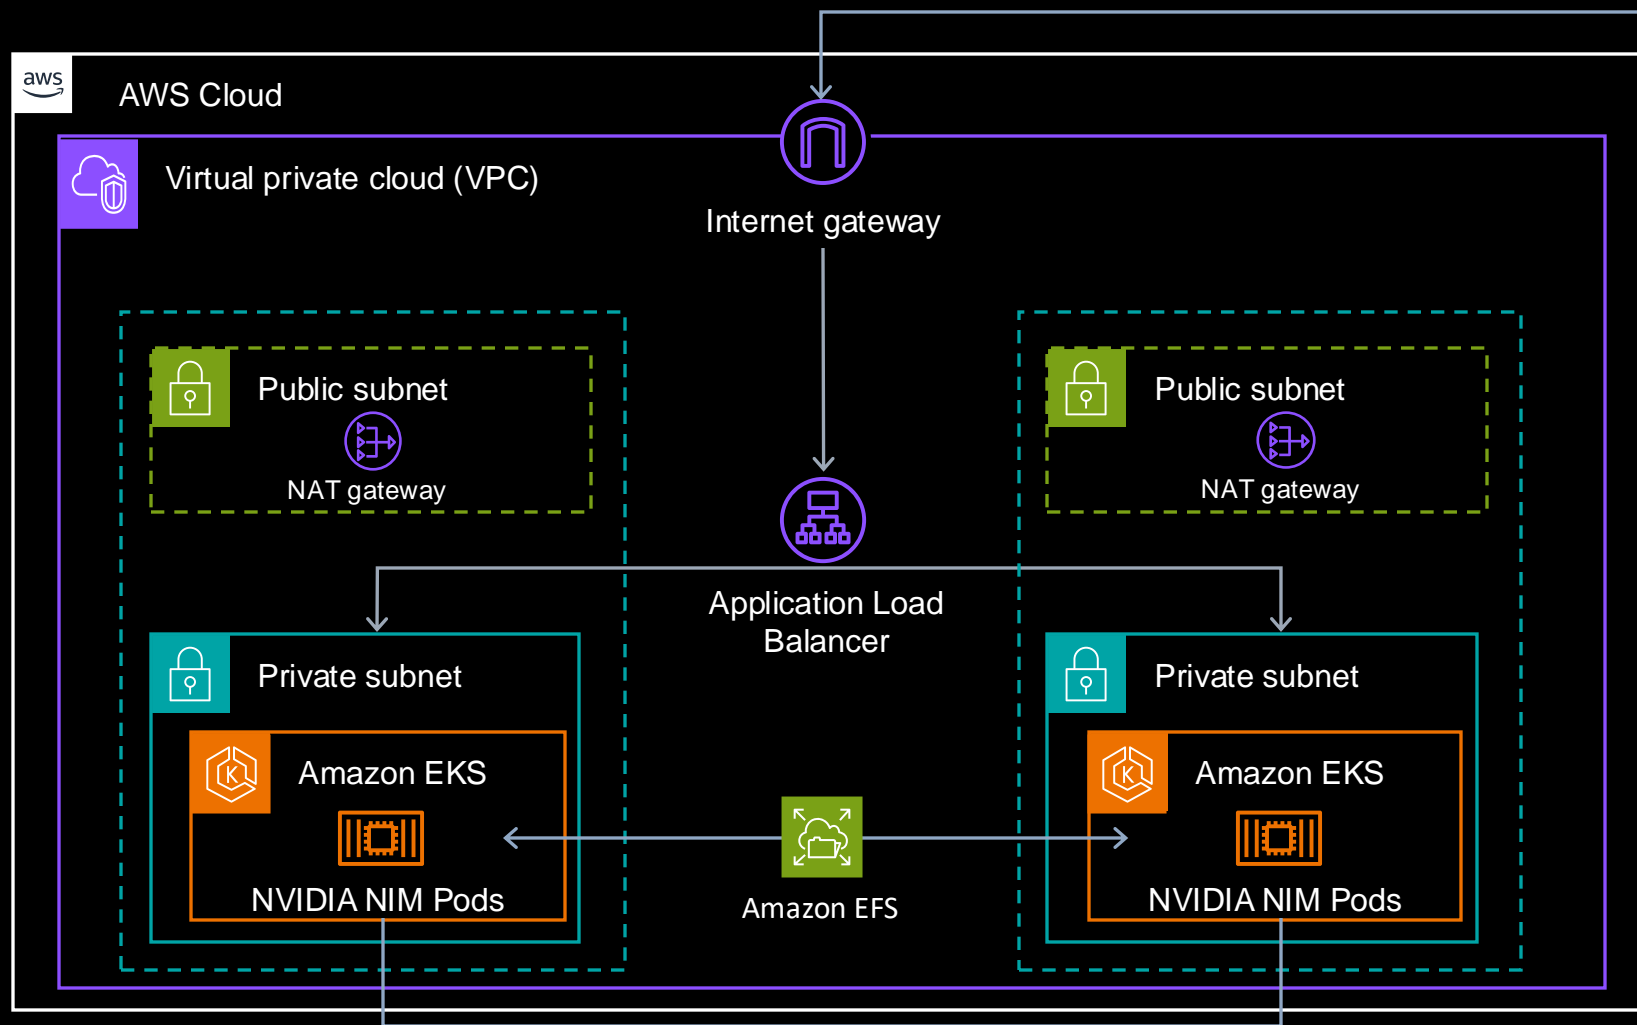 aws
AWS Cloud
Virtual private cloud (VPC)
Internet gateway
Public subnet
NAT gateway
Public subnet
NAT gateway
Application Load
Balancer
Private subnet
Amazon EKS
K
NVIDIA NIM Pods
Amazon EFS
Private subnet
Amazon EKS
K
NVIDIA NIM Pods